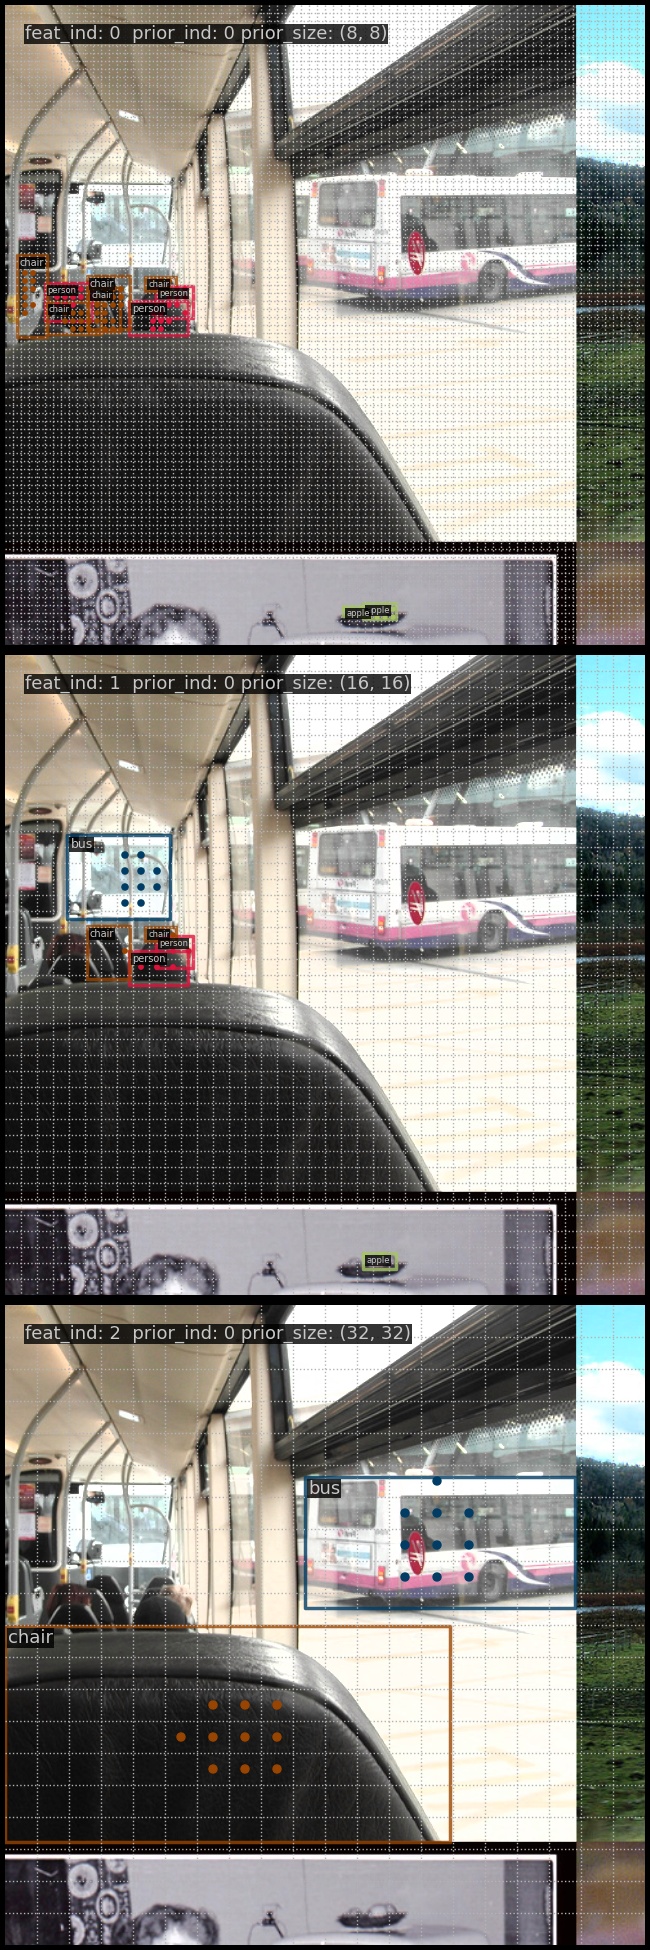 feat_ind: 0  prior_ind: 0 prior_size: (8, 8)
chair
person
chair
chair
chair
chair
person
person
apple
pple
feat_ind: 1  prior_ind: 0 prior_size: (16, 16)
bus
chair
chair
person
person
apple
feat_ind: 2  prior_ind: 0 prior_size: (32, 32)
bus
chair